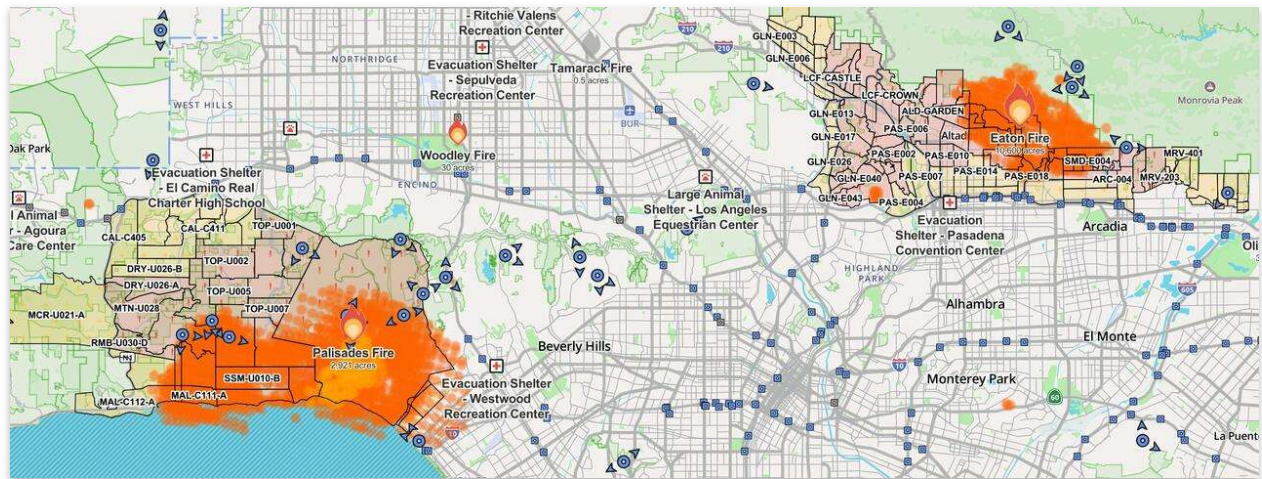 - Ritchie Valens
Recreation Center
NORTHRIDGE
Evacuation Shelter
- Sepulveda
Recreation Center
Tamarack Fire
0.5 acres
210
210
GLN-E003
GLN-E006
LCF-CASTLE
LCF-CROWN
ALD-GARDEN
GLN-E013
GLN-E017
PAS-E006
Altad
Eaton Fire
10,600 acres
Monrovia Peak
WEST HILLS
BUR
Woodley Fire
30 acres
ENCINO
Oak Park
Evacuation Shelter
- El Camino Real
Charter High School
l Animal
r - Agoura
Care Center
Large Animal
Shelter - Los Angeles
Equestrian Center
GLN-E026
PAS-E002
PAS-E010
PAS-E014
PAS-E018
SMD-E004
MRV-401
GLN-E040
PAS-E007
ARC-004
MRV-203
GLN-E043
PAS-E004
Evacuation
Shelter - Pasadena
Convention Center
Arcadia
CAL-C405
CAL-C411
TOP-U001
DRY-U026-B
TOP-U002
DRY-U026-A
TOP-U005
MCR-U021-A
MTN-U028
TOP-U007
RMB-U030-D
HIGHLAND
PARK
Alhambra
605
El Monte
Palisades Fire
2,921 acres
Beverly Hills
SSM-U010-B
MAL-C112-A
MAL-C111-A
Evacuation Shelter
- Westwood
Recreation Center
10
10
Monterey Park
60
La Puent